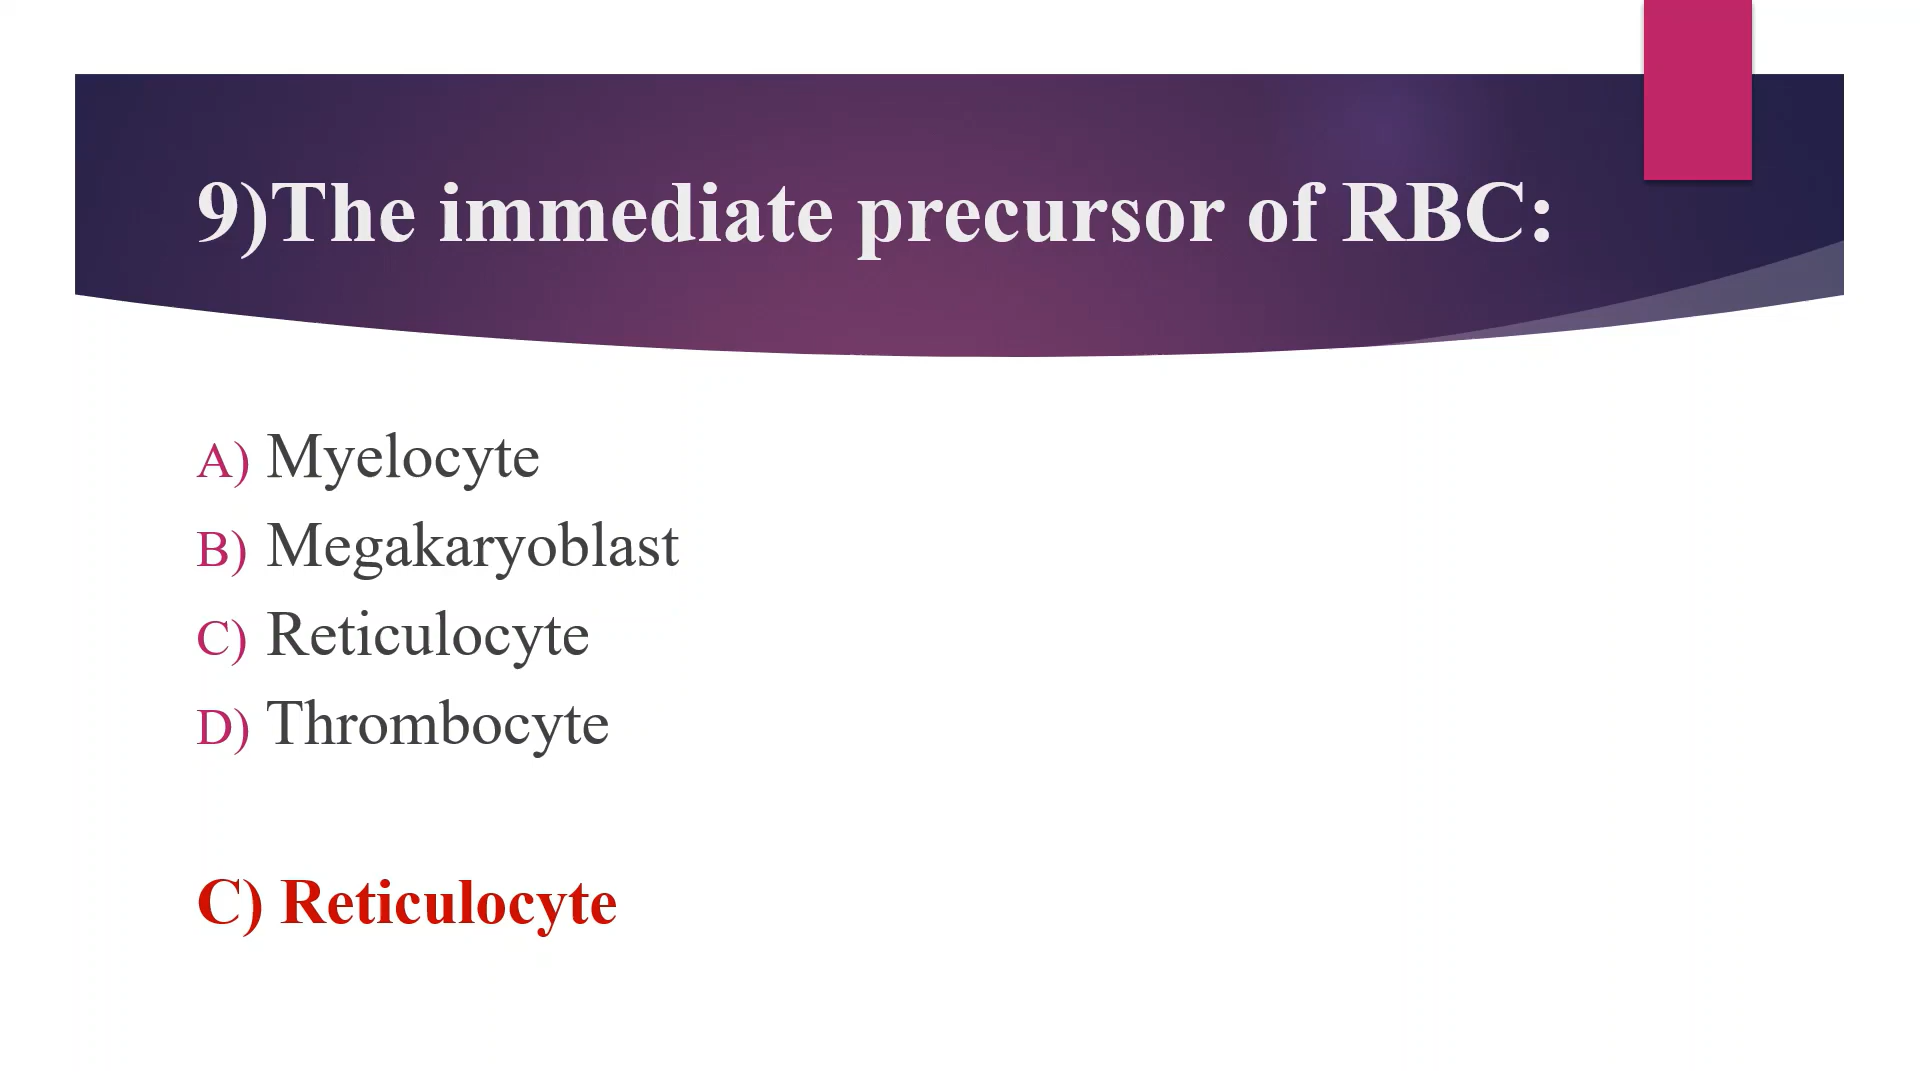 9)The immediate precursor of RBC:
A) Myelocyte
B) Megakaryoblast
C) Reticulocyte
D) Thrombocyte
C) Reticulocyte